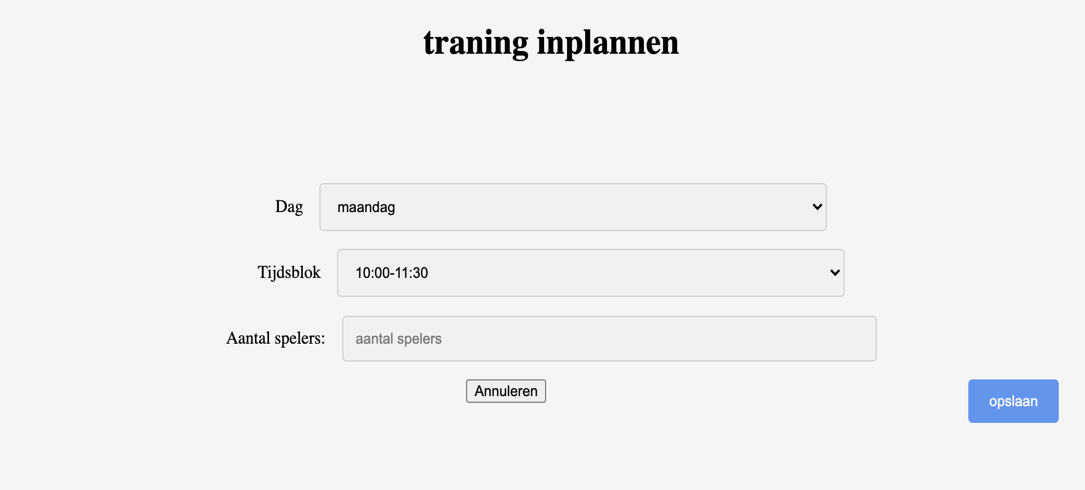 traning inplannen
Dag maandag
Tijdsblok 10:00-11:30
Aantal spelers: aantal spelers
Annuleren opslaan